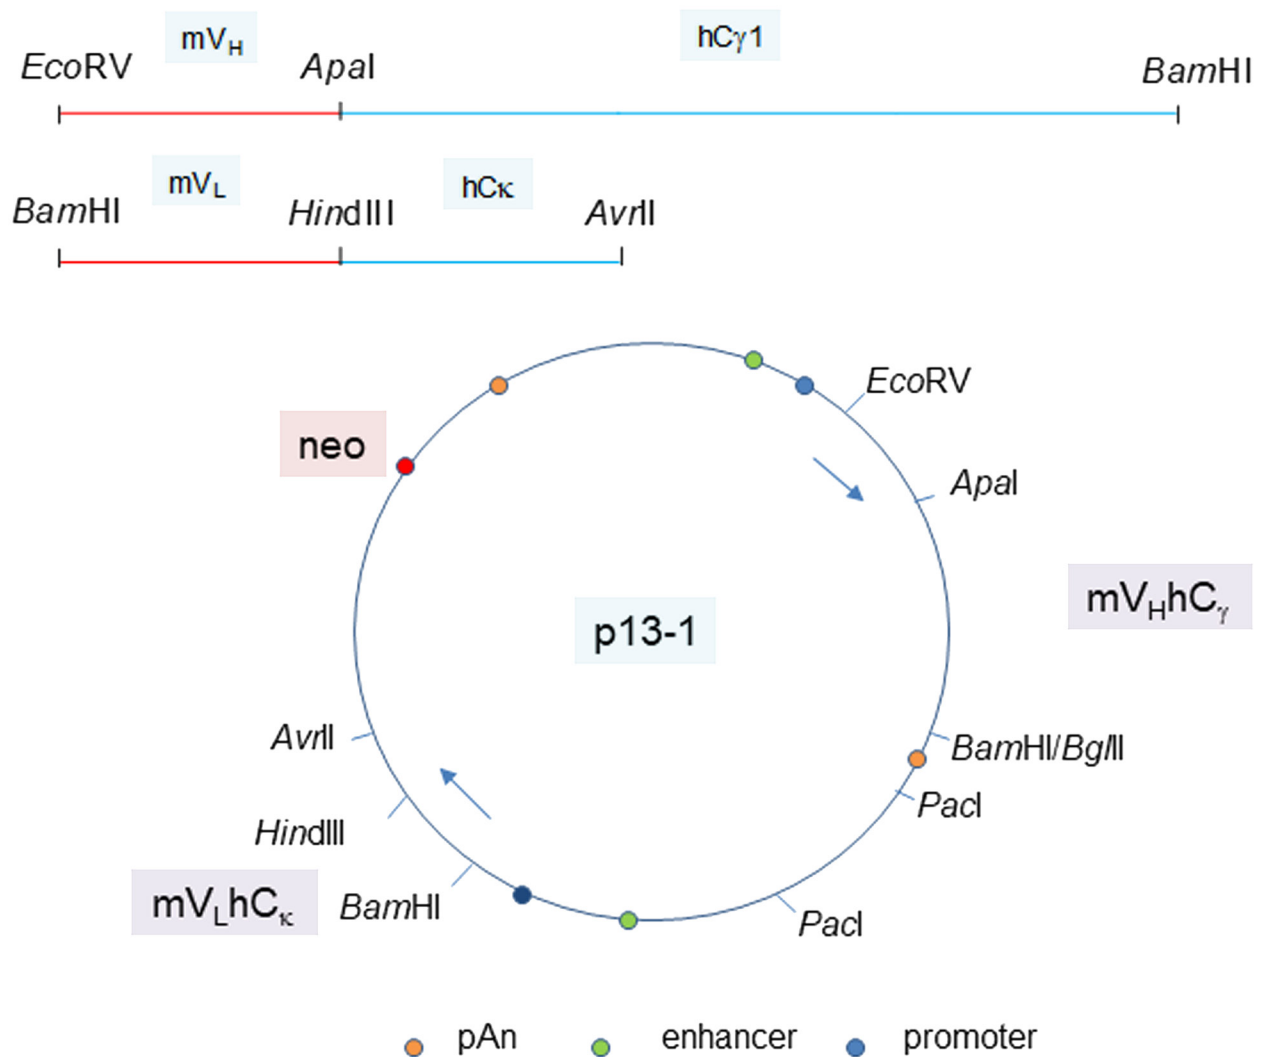 mVH
hCγ1
EcoRV
ApaI
BamHI
mVL
hCκ
BamHI
HindIII
AvrII
EcoRV
neo
ApaI
mVHhCγ
p13-1
AvrII
BamHI/BglII
PacI
HindIII
mVLhCκ
BamHI
PacI
pAn
enhancer
promoter